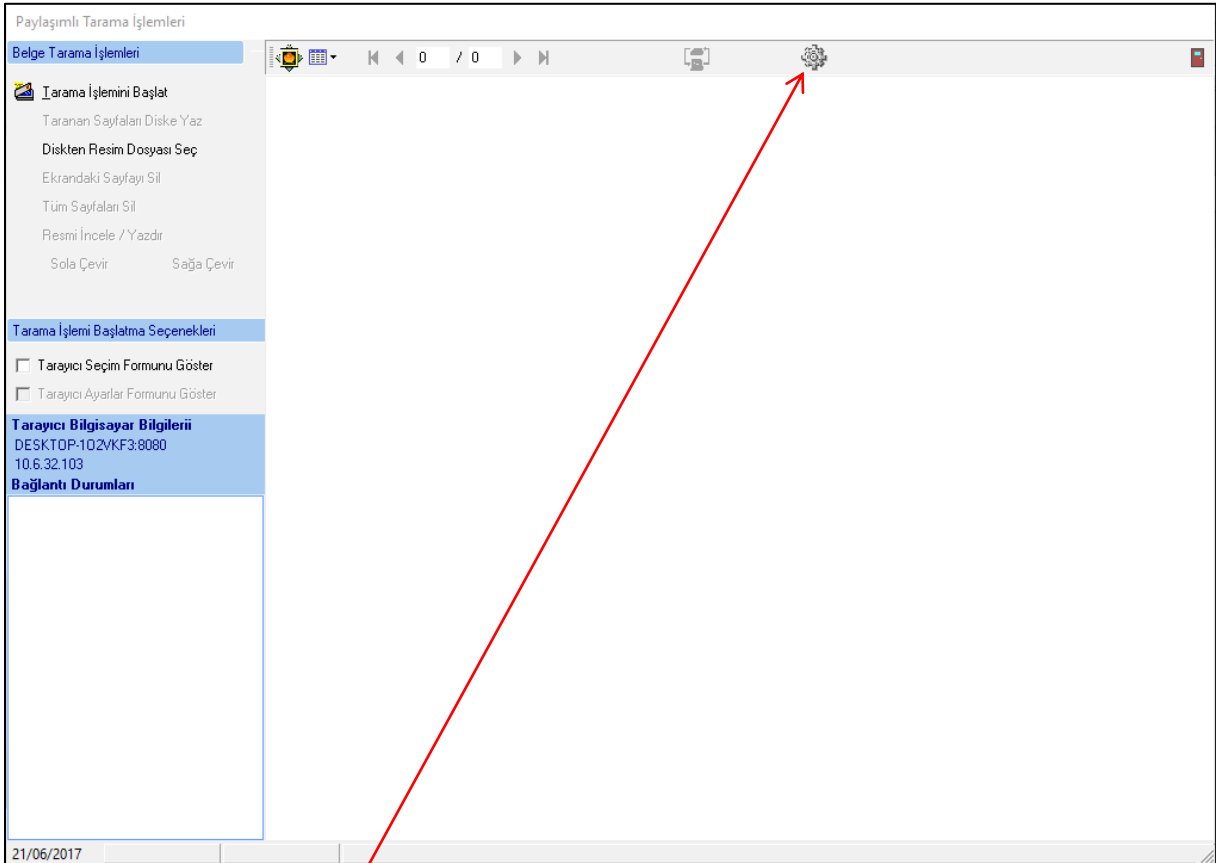 Paylaşımlı Tarama İşlemleri
Belge Tarama İşlemleri
0 / 0
Tarama İşlemini Başlat
Taranan Sayfaları Diske Yaz
Diskten Resim Dosyası Seç
Ekrandaki Sayfayı Sil
Tüm Sayfaları Sil
Resmi İncele / Yazdır
Sola Çevir Sağa Çevir
Tarama İşlemi Başlatma Seçenekleri
Tarayıcı Seçim Formunu Göster
Tarayıcı Ayarlar Formunu Göster
Tarayıcı Bilgisayar Bilgilerii
DESKTOP-1O2VKF3:8080
10.6.32.103
Bağlantı Durumları
21/06/2017